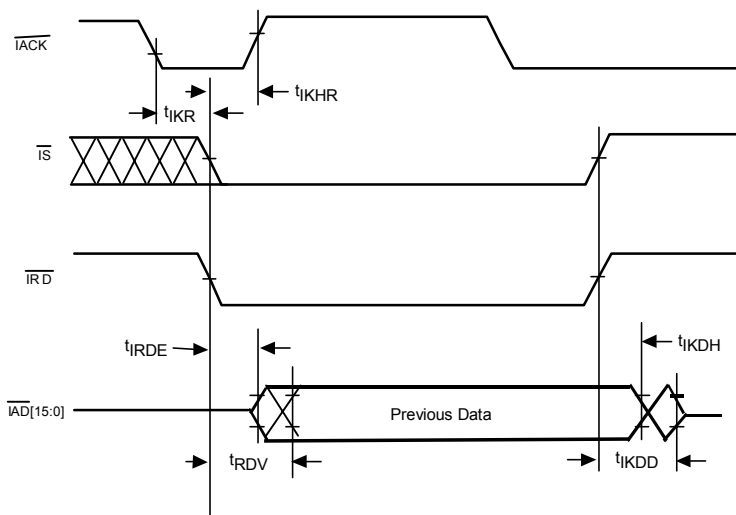 IACK
tIKHR
tIKR
IS
IRD
tIRDE
tIKDH
IAD[15:0]
Previous Data
tRDV
tIKDD